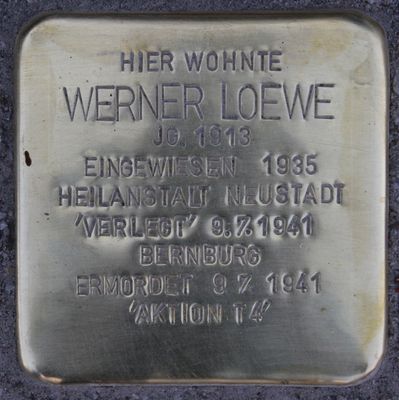 HIER WOHNTE
WERNER LOEWE
JG. 1913
EINGEWIESEN 1935
HEILANSTALT NEUSTADT
'VERLEGT' 9.7.1941
BERNBURG
ERMORDET 9.7.1941
'AKTION T4'